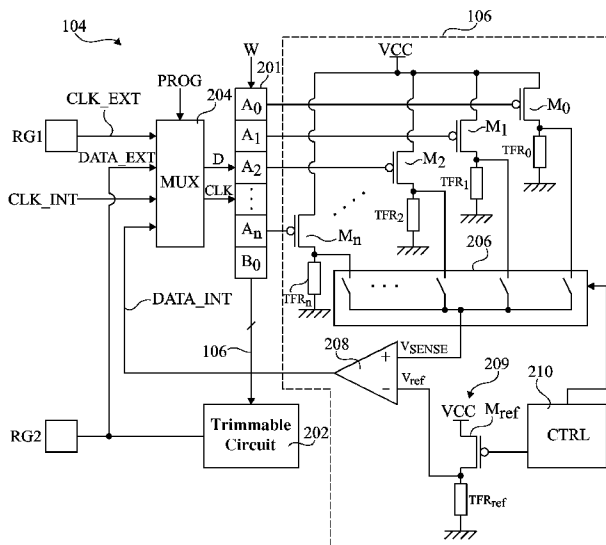 104
106
W
VCC
PROG
201
CLK_EXT
204
A0
M0
RG1
DATA_EXT
A1
M1
TFR0
D
A2
M2
TFR1
MUX
CLK
CLK_INT
TFR2
An
Mn
206
B0
TFRn
DATA_INT
208
VSENSE
+
106
Vref
−
209
210
VCC
Mref
RG2
Trimmable
Circuit
202
CTRL
TFRref